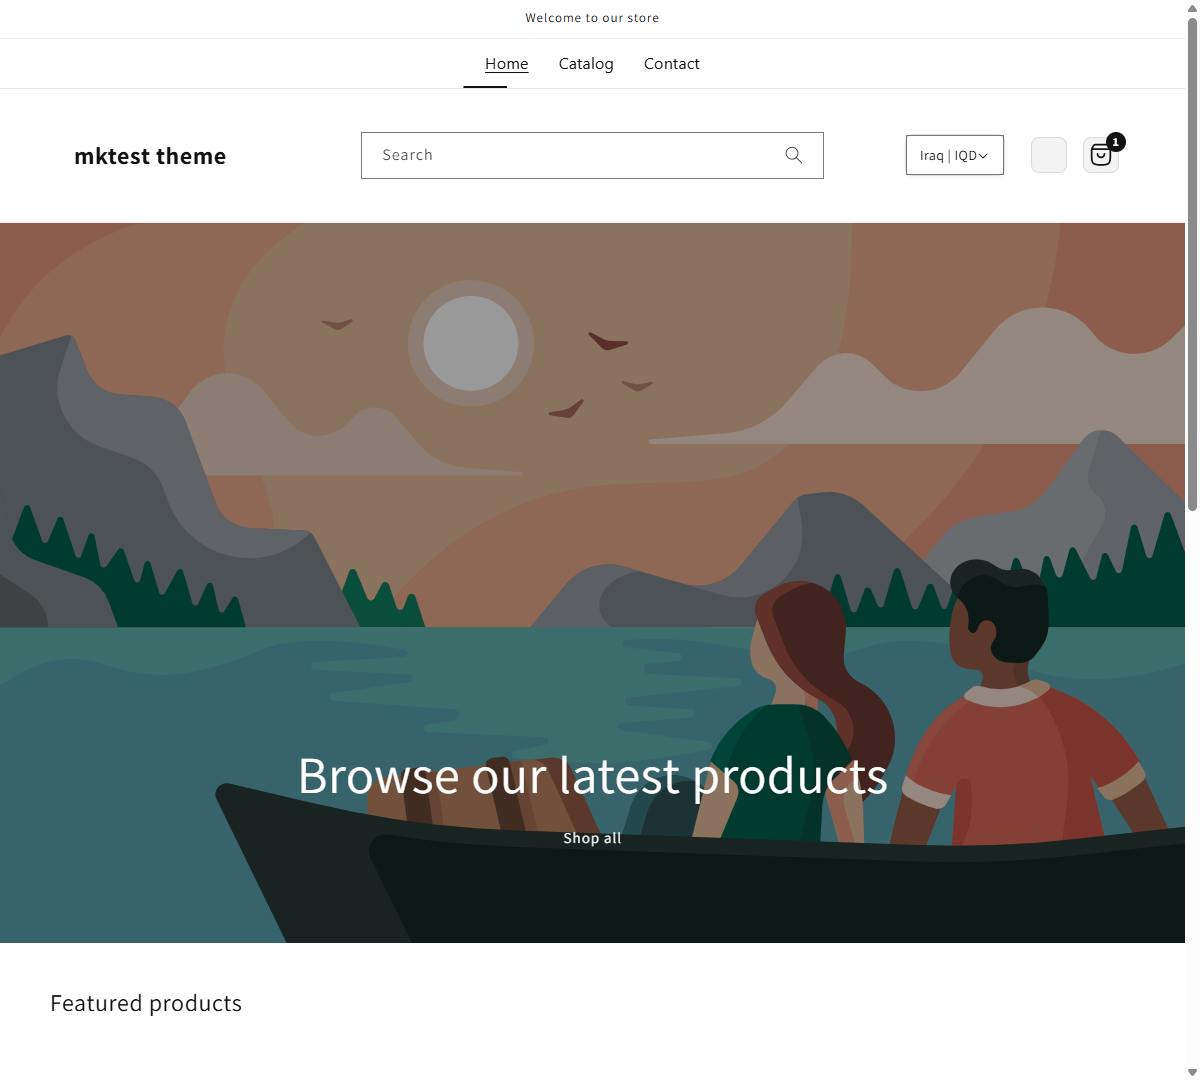 Welcome to our store
Home Catalog Contact
mktest theme
Search
Iraq | IQD
1
Browse our latest products
Shop all
Featured products